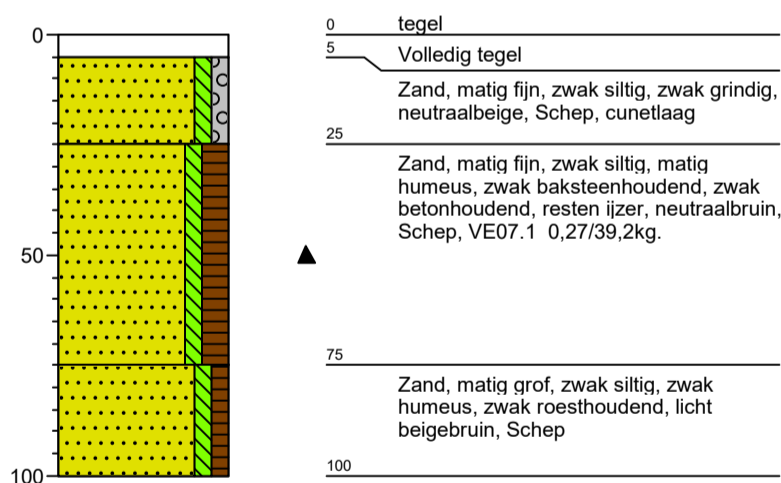 0
50
100
0 tegel
5
Volledig tegel
Zand, matig fijn, zwak siltig, zwak grindig,
neutraalbeige, Schep, cunetlaag
25
Zand, matig fijn, zwak siltig, matig
humeus, zwak baksteenhoudend, zwak
betonhoudend, resten ijzer, neutraalbruin,
Schep, VE07.1 0,27/39,2kg.
75
Zand, matig grof, zwak siltig, zwak
humeus, zwak roesthoudend, licht
beigebruin, Schep
100